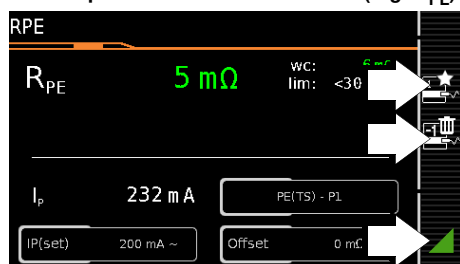 RPE
R_PE 5 mΩ wc:
lim: <30
I_P 232 mA PE(TS) - P1
IP(set) 200 mA ~ Offset 0 mΩ
-1